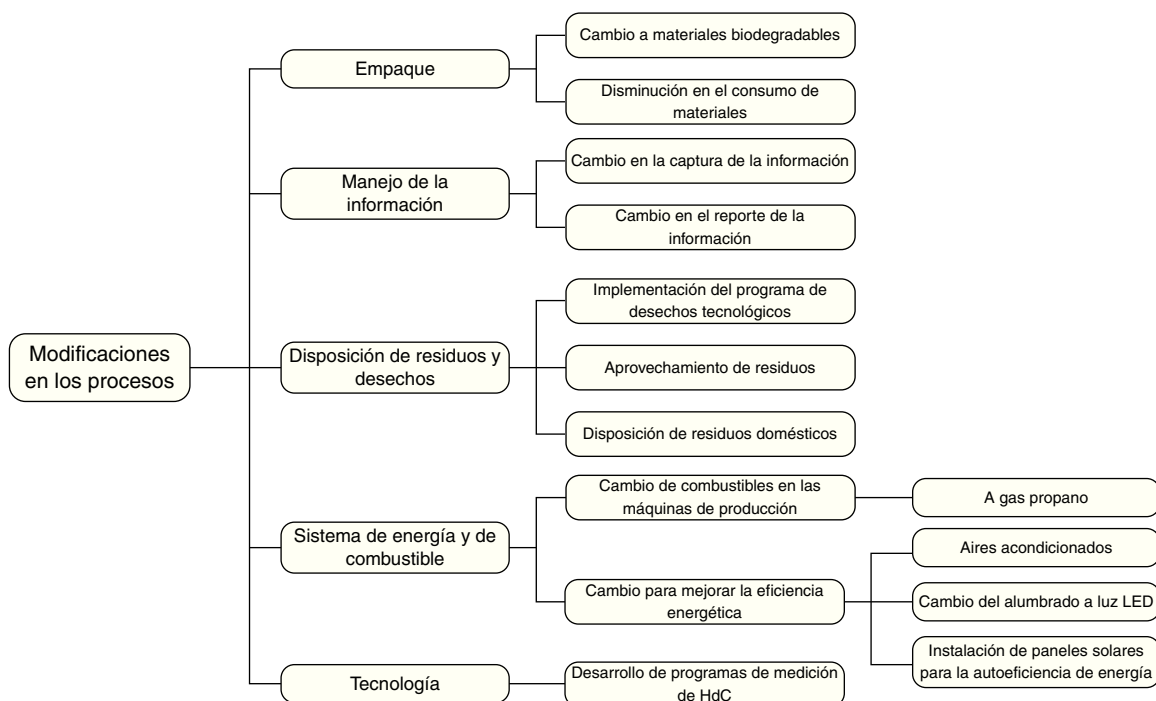 Modificaciones
en los procesos
Empaque
Cambio a materiales biodegradables
Disminución en el consumo de
materiales
Manejo de la
información
Cambio en la captura de la información
Cambio en el reporte de la
información
Disposición de residuos y
desechos
Implementación del programa de
desechos tecnológicos
Aprovechamiento de residuos
Disposición de residuos domésticos
Sistema de energía y de
combustible
Cambio de combustibles en las
máquinas de producción
A gas propano
Cambio para mejorar la eficiencia
energética
Aires acondicionados
Cambio del alumbrado a luz LED
Instalación de paneles solares
para la autoeficiencia de energía
Tecnología
Desarrollo de programas de medición
de HdC